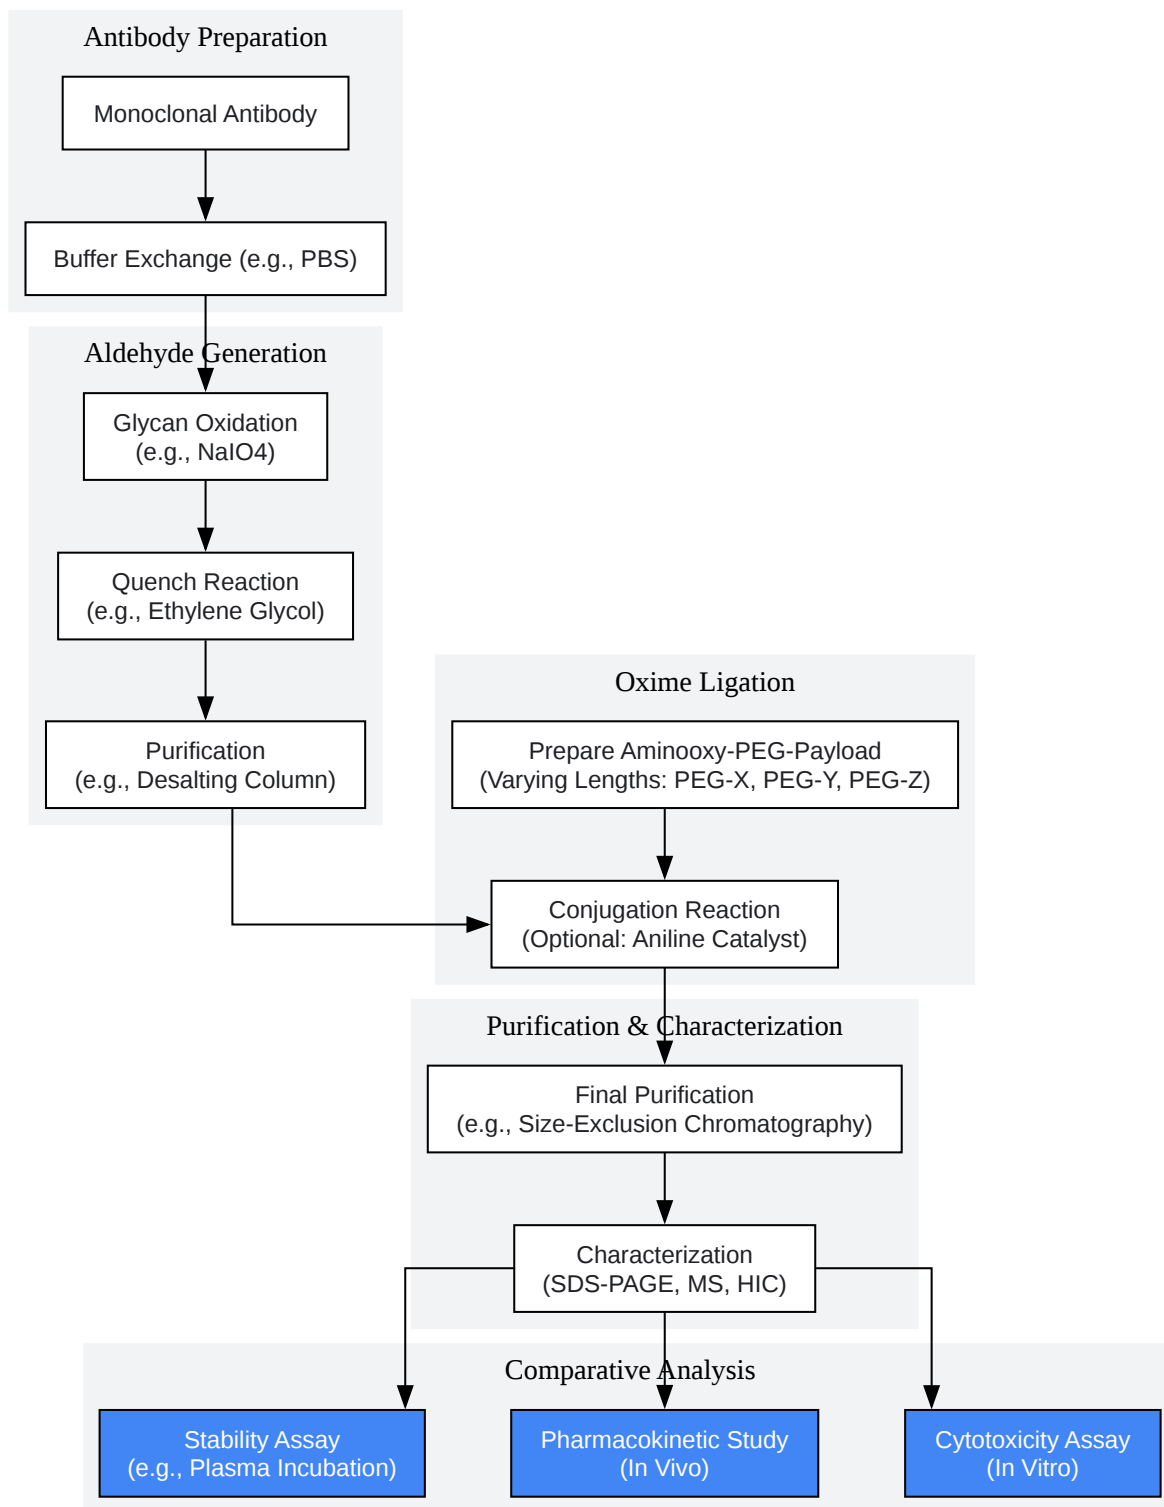 Antibody Preparation
Monoclonal Antibody
Buffer Exchange (e.g., PBS)
Aldehyde Generation
Glycan Oxidation
(e.g., NaIO4)
Quench Reaction
(e.g., Ethylene Glycol)
Purification
(e.g., Desalting Column)
Oxime Ligation
Prepare Aminooxy-PEG-Payload
(Varying Lengths: PEG-X, PEG-Y, PEG-Z)
Conjugation Reaction
(Optional: Aniline Catalyst)
Purification & Characterization
Final Purification
(e.g., Size-Exclusion Chromatography)
Characterization
(SDS-PAGE, MS, HIC)
Comparative Analysis
Stability Assay
(e.g., Plasma Incubation)
Pharmacokinetic Study
(In Vivo)
Cytotoxicity Assay
(In Vitro)